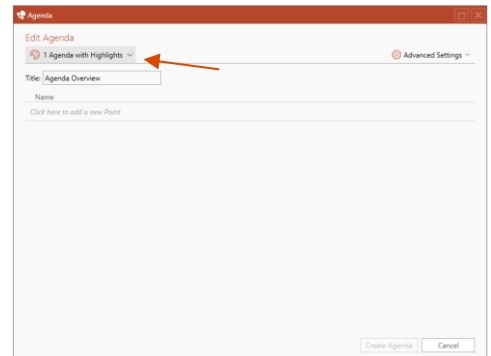 Agenda
Edit Agenda
1 Agenda with Highlights
Advanced Settings
Title: Agenda Overview
Name
Click here to add a new Point
Create Agenda Cancel